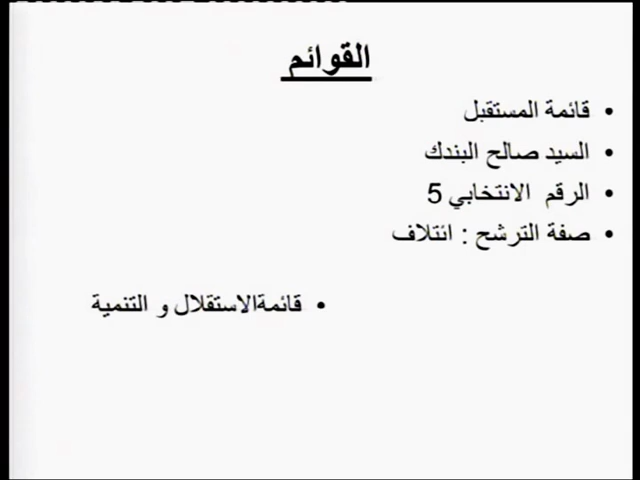 القوائم
• قائمة المستقبل
• السيد صالح البندك
• الرقم الانتخابي 5
• صفة الترشح : ائتلاف
• قائمةالاستقلال و التنمية